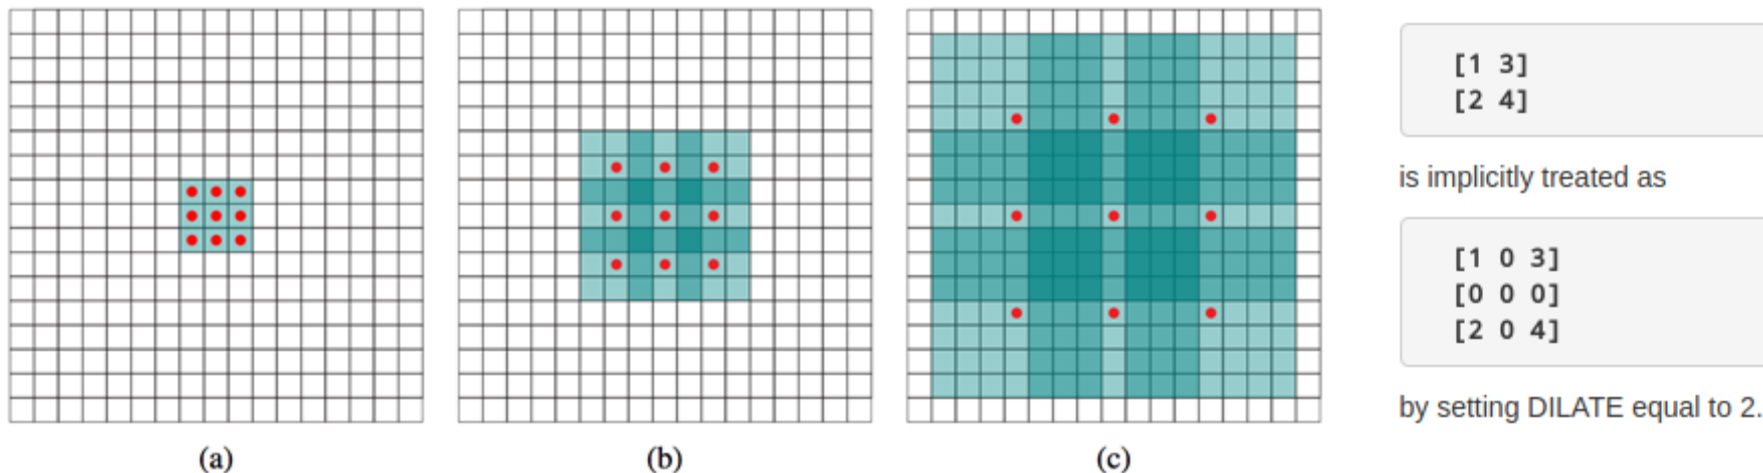 (a)
(b)
(c)
[1 3]
[2 4]
is implicitly treated as
[1 0 3]
[0 0 0]
[2 0 4]
by setting DILATE equal to 2.